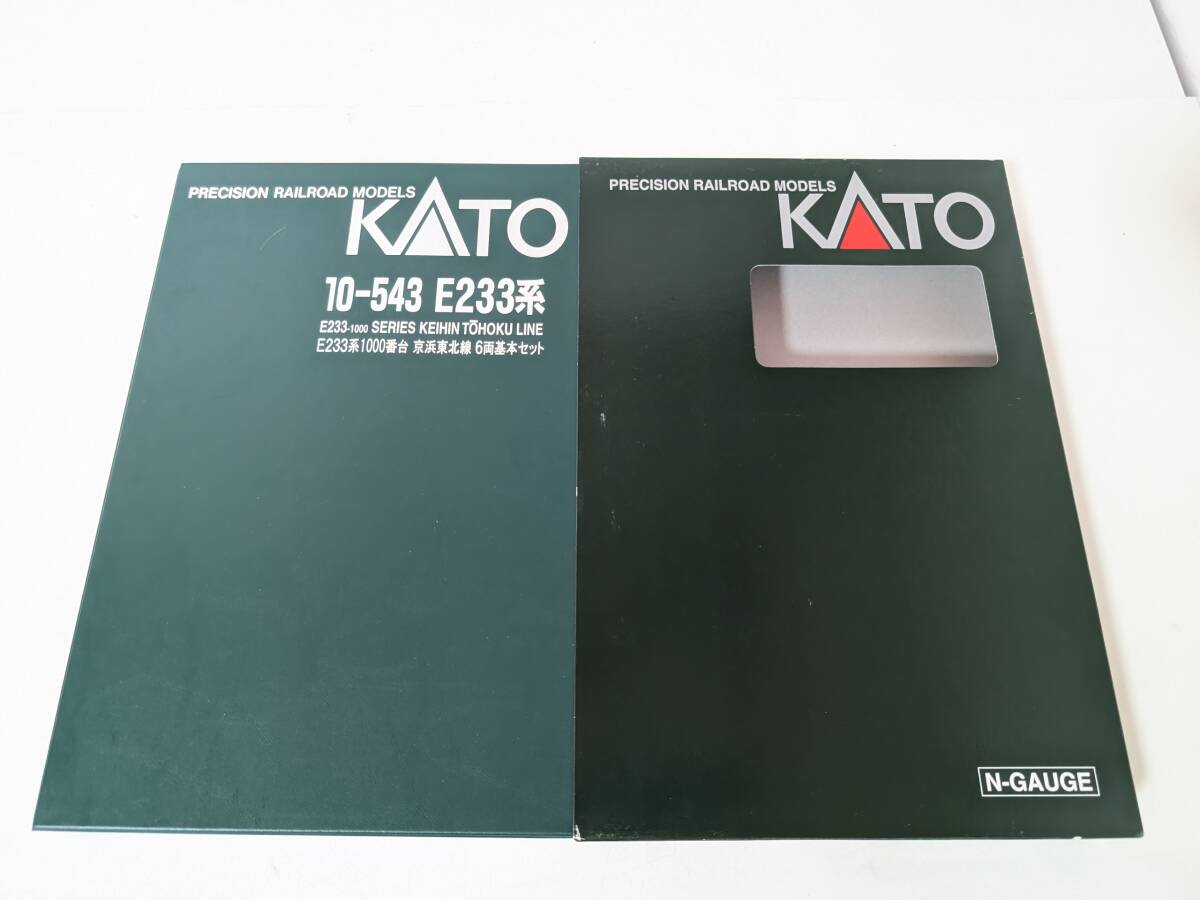 PRECISION RAILROAD MODELS
KATO
10-543 E233系
E233-1000 SERIES KEIHIN TŌHOKU LINE
E233系1000番台 京浜東北線 6両基本セット
PRECISION RAILROAD MODELS
KATO
N-GAUGE